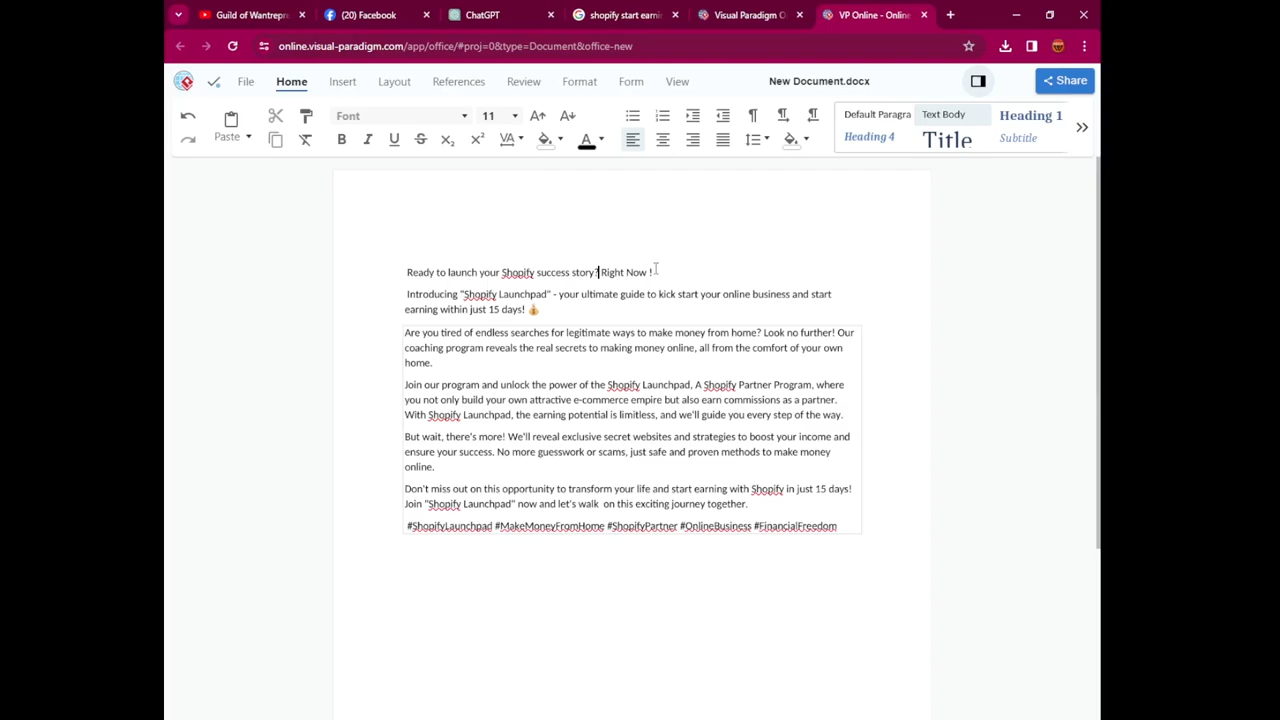 Guild of Wantrepre
(20) Facebook
ChatGPT
shopify start earni
Visual Paradigm O
VP Online - Online
online.visual-paradigm.com/app/office/#proj=0&type=Document&office-new
File
Home
Insert
Layout
References
Review
Format
Form
View
New Document.docx
Share
Paste
Font
11
Default Paragra
Text Body
Heading 1
Heading 4
Title
Subtitle
Ready to launch your Shopify success story? Right Now !
Introducing "Shopify Launchpad" - your ultimate guide to kick start your online business and start
earning within just 15 days! 💰
Are you tired of endless searches for legitimate ways to make money from home? Look no further! Our
coaching program reveals the real secrets to making money online, all from the comfort of your own
home.
Join our program and unlock the power of the Shopify Launchpad, A Shopify Partner Program, where
you not only build your own attractive e-commerce empire but also earn commissions as a partner.
With Shopify Launchpad, the earning potential is limitless, and we'll guide you every step of the way.
But wait, there's more! We'll reveal exclusive secret websites and strategies to boost your income and
ensure your success. No more guesswork or scams, just safe and proven methods to make money
online.
Don't miss out on this opportunity to transform your life and start earning with Shopify in just 15 days!
Join "Shopify Launchpad" now and let's walk on this exciting journey together.
#ShopifyLaunchpad #MakeMoneyFromHome #ShopifyPartner #OnlineBusiness #FinancialFreedom